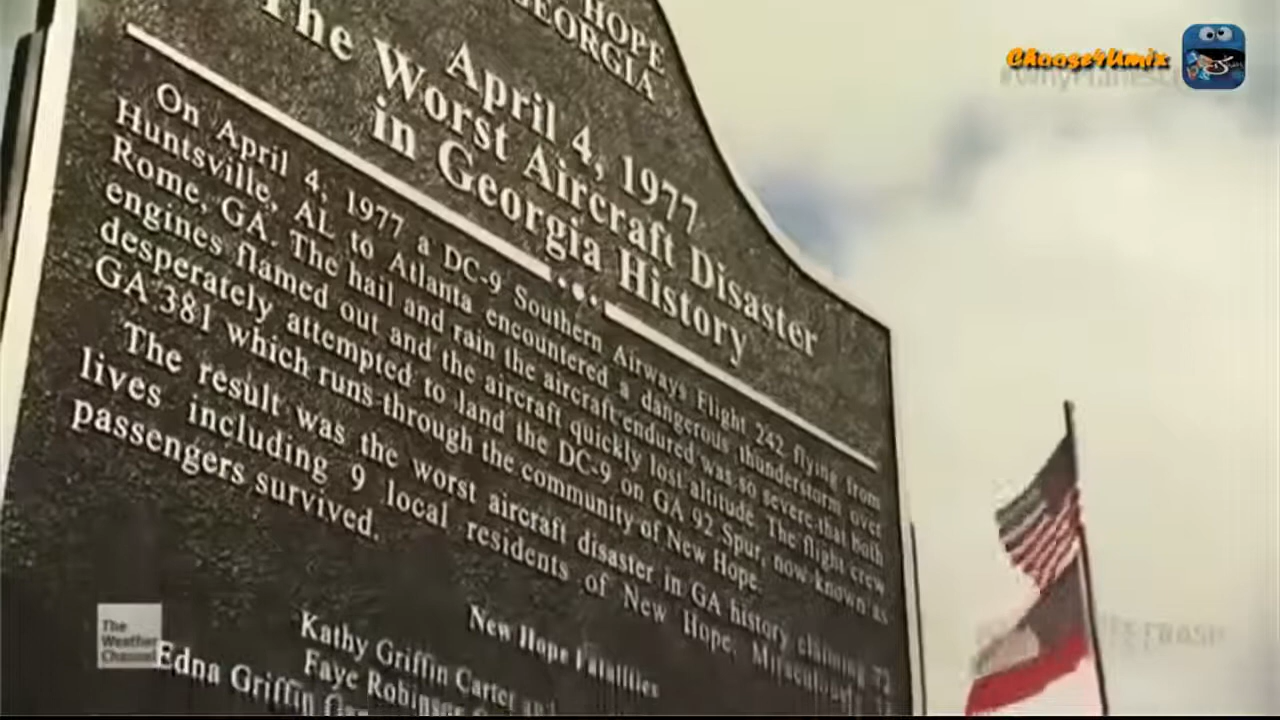 HOPE
GEORGIA
April 4, 1977
The Worst Aircraft Disaster
in Georgia History
On April 4, 1977 a DC-9 Southern Airways Flight 242 flying from
Huntsville, AL to Atlanta encountered a dangerous thunderstorm over
Rome, GA. The hail and rain the aircraft endured was so severe that both
engines flamed out and the aircraft quickly lost altitude. The flight crew
desperately attempted to land the DC-9 on GA 92 Spur, now known as
GA 381 which runs through the community of New Hope.
The result was the worst aircraft disaster in GA history claiming 72
lives including 9 local residents of New Hope. Miraculously
passengers survived.
New Hope Fatalities
Kathy Griffin Carter and
Faye Robinson
Edna Griffin
Choose4Umix
The
Weather
Channel